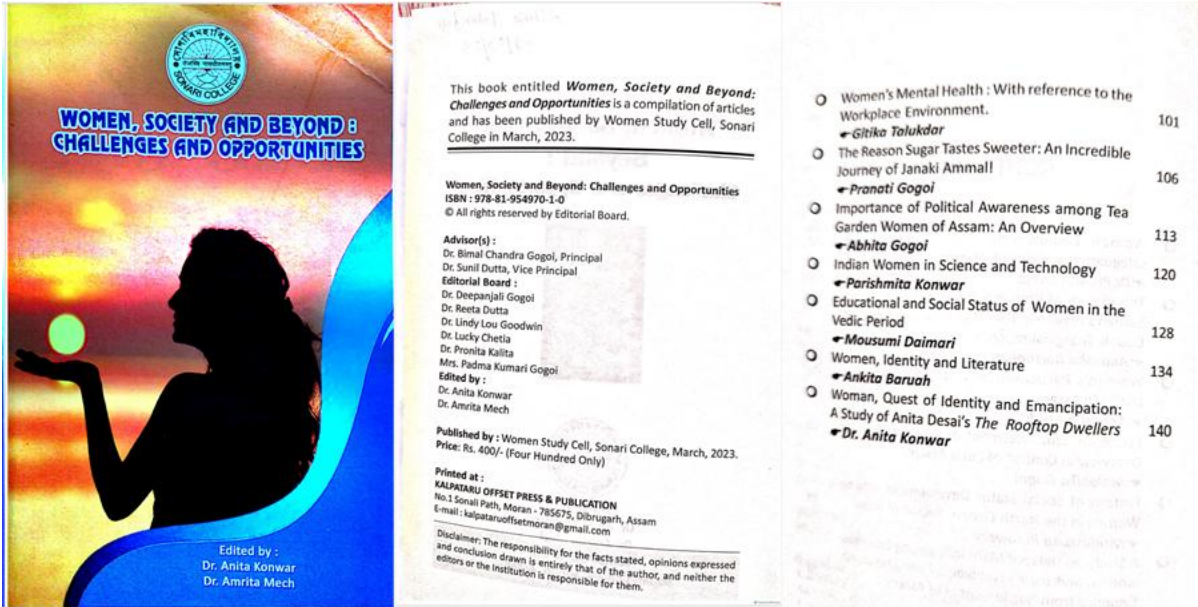 সোণাৰি মহাবিদ্যালয়
SONARI COLLEGE
WOMEN, SOCIETY AND BEYOND :
CHALLENGES AND OPPORTUNITIES
Edited by :
Dr. Anita Konwar
Dr. Amrita Mech
This book entitled Women, Society and Beyond:
Challenges and Opportunities is a compilation of articles
and has been published by Women Study Cell, Sonari
College in March, 2023.
Women, Society and Beyond: Challenges and Opportunities
ISBN : 978-81-954970-1-0
© All rights reserved by Editorial Board.
Advisor(s) :
Dr. Bimal Chandra Gogoi, Principal
Dr. Sunil Dutta, Vice Principal
Editorial Board :
Dr. Deepanjali Gogoi
Dr. Reeta Dutta
Dr. Lindy Lou Goodwin
Dr. Lucky Chetia
Dr. Pronita Kalita
Mrs. Padma Kumari Gogoi
Edited by :
Dr. Anita Konwar
Dr. Amrita Mech
Published by : Women Study Cell, Sonari College, March, 2023.
Price: Rs. 400/- (Four Hundred Only)
Printed at :
KALPATARU OFFSET PRESS & PUBLICATION
No.1 Sonali Path, Moran - 785675, Dibrugarh, Assam
E-mail : kalpataruoffsetmoran@gmail.com
Disclaimer: The responsibility for the facts stated, opinions expressed
and conclusion drawn is entirely that of the author, and neither the
editors or the Institution is responsible for them.
Women's Mental Health : With reference to the
Workplace Environment. 101
Gitika Talukdar
The Reason Sugar Tastes Sweeter: An Incredible
Journey of Janaki Ammal! 106
Pranati Gogoi
Importance of Political Awareness among Tea
Garden Women of Assam: An Overview 113
Abhita Gogoi
Indian Women in Science and Technology 120
Parishmita Konwar
Educational and Social Status of Women in the
Vedic Period 128
Mousumi Daimari
Women, Identity and Literature 134
Ankita Baruah
Woman, Quest of Identity and Emancipation:
A Study of Anita Desai's The Rooftop Dwellers 140
Dr. Anita Konwar